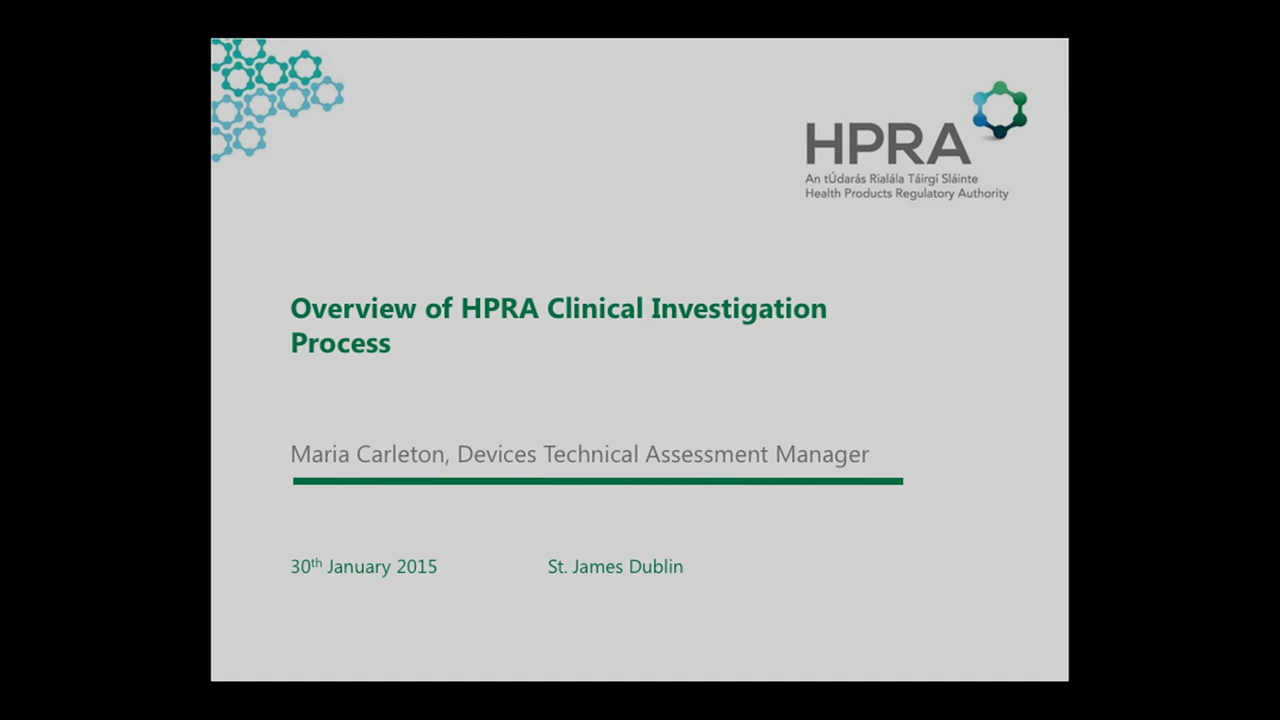 HPRA
An tÚdarás Rialála Táirgí Sláinte
Health Products Regulatory Authority
Overview of HPRA Clinical Investigation
Process
Maria Carleton, Devices Technical Assessment Manager
30th January 2015 St. James Dublin